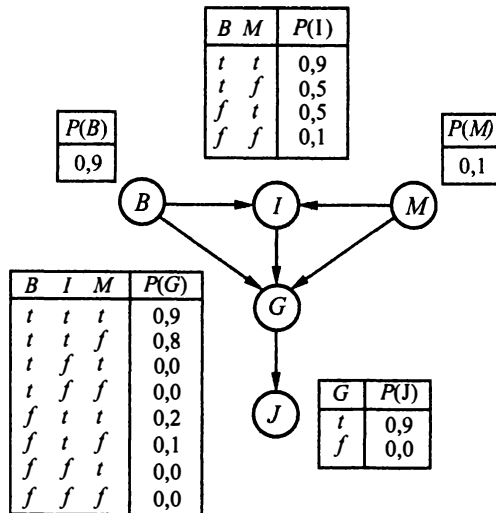 B M P(I)
t t 0,9
t f 0,5
f t 0,5
f f 0,1
P(B)
0,9
P(M)
0,1
B
I
M
B I M P(G)
t t t 0,9
t t f 0,8
t f t 0,0
t f f 0,0
f t t 0,2
f t f 0,1
f f t 0,0
f f f 0,0
G
J
G P(J)
t 0,9
f 0,0